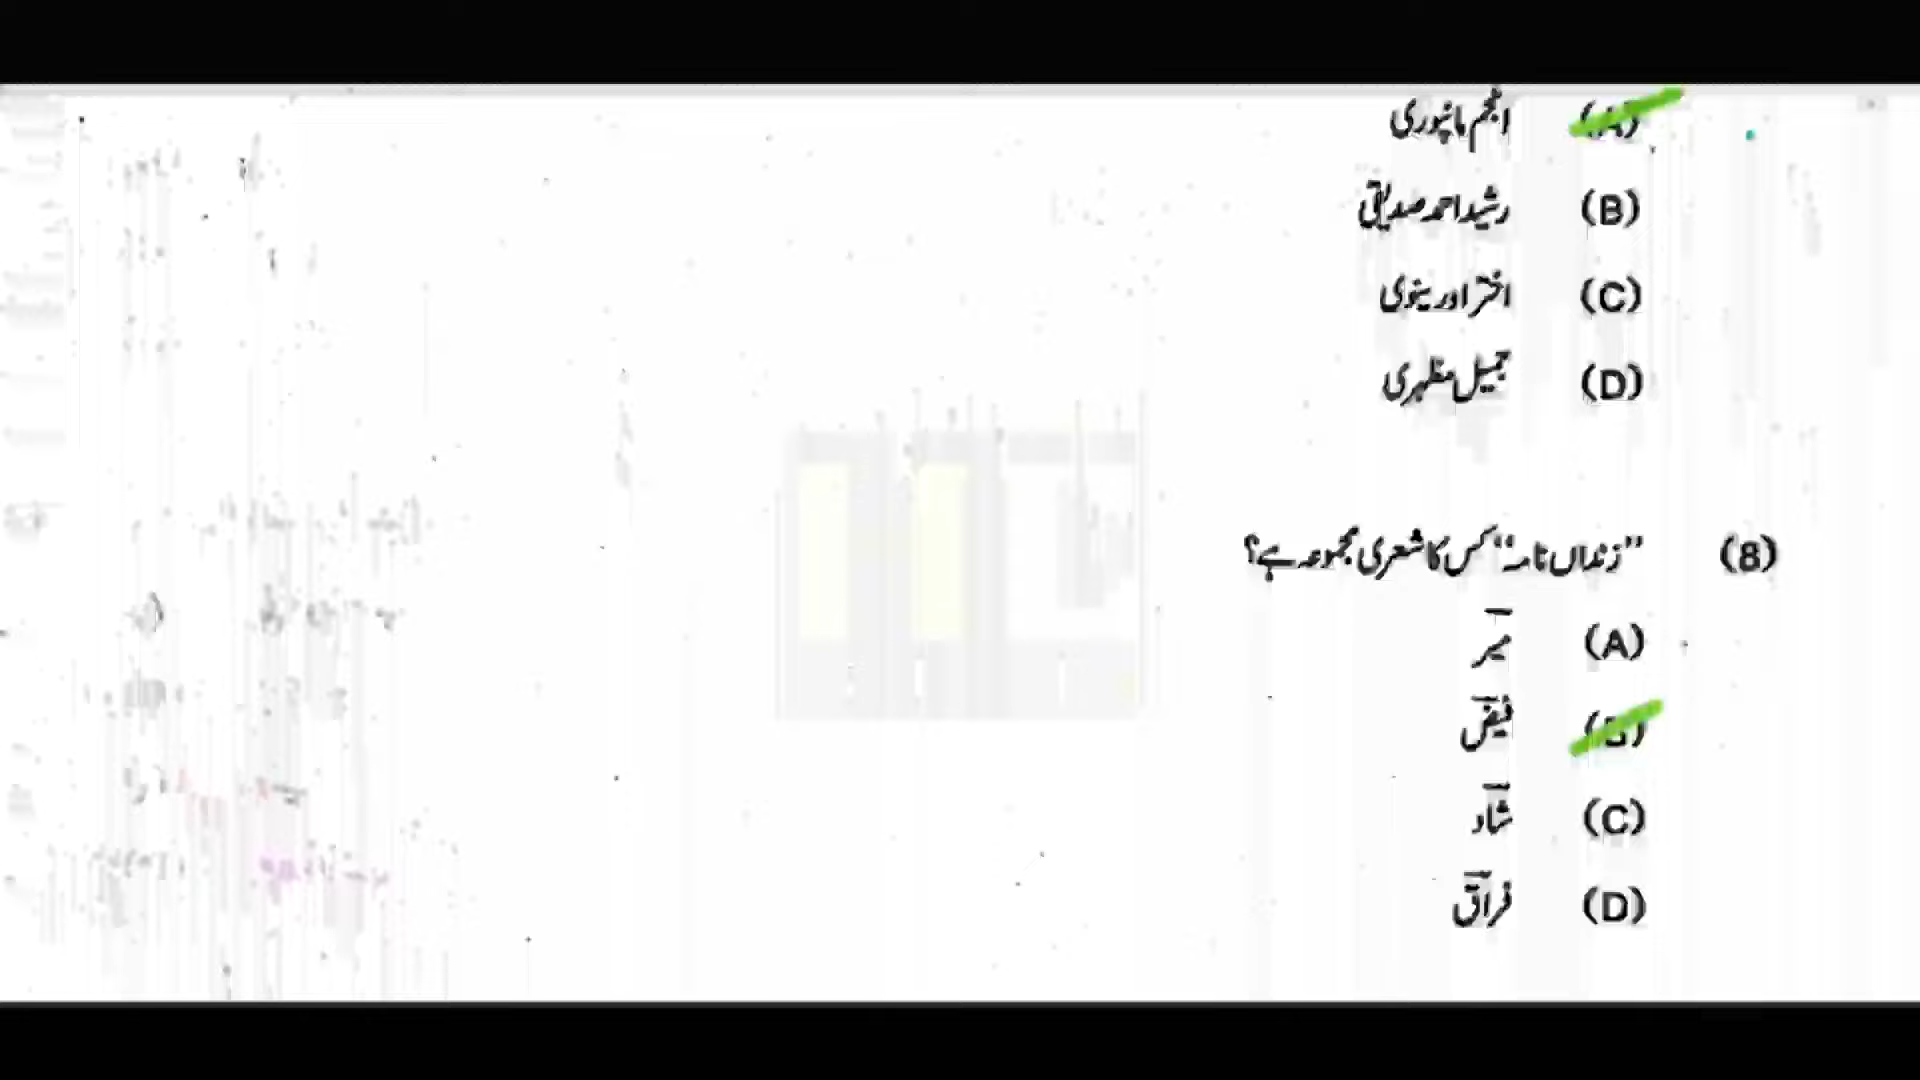 (A) انجم مانپوری
(B) رشید احمد صدیقی
(C) اختر اورینوی
(D) جمیل مظہری
(8) ”زنداں نامہ“ کس کا شعری مجموعہ ہے؟
(A) میرؔ
(B) فیضؔ
(C) شادؔ
(D) فراقؔ